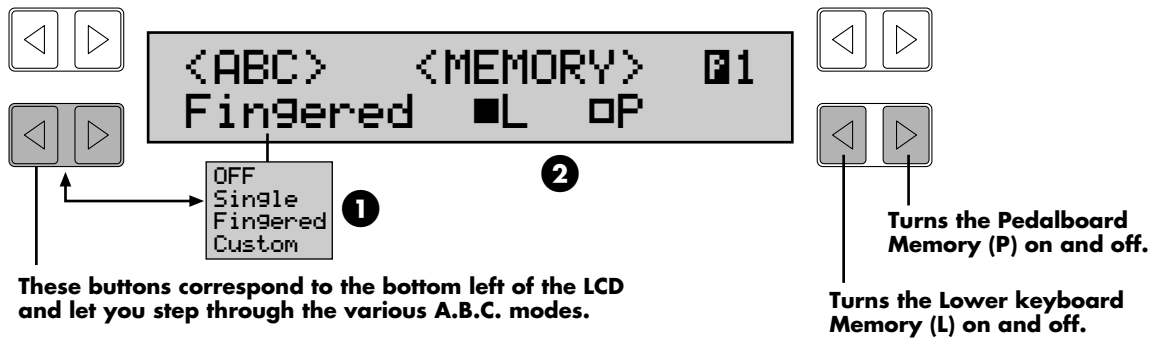 <ABC> <MEMORY> P1
Fingered ■L □P
OFF
Single
Fingered
Custom
1
2
Turns the Pedalboard
Memory (P) on and off.
These buttons correspond to the bottom left of the LCD
and let you step through the various A.B.C. modes.
Turns the Lower keyboard
Memory (L) on and off.